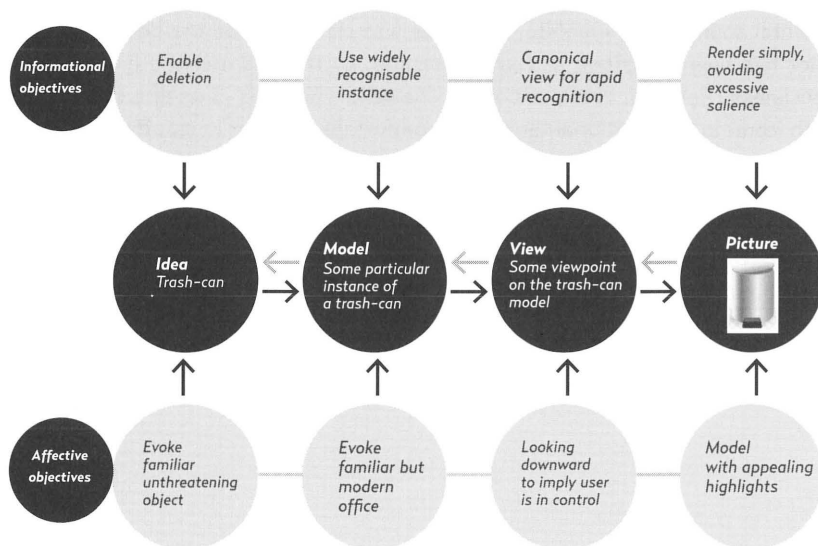 Informational
objectives
Enable
deletion
Use widely
recognisable
instance
Canonical
view for rapid
recognition
Render simply,
avoiding
excessive
salience
Idea
Trash-can
Model
Some particular
instance of
a trash-can
View
Some viewpoint
on the trash-can
model
Picture
Affective
objectives
Evoke
familiar
unthreatening
object
Evoke
familiar but
modern
office
Looking
downward
to imply user
is in control
Model
with appealing
highlights